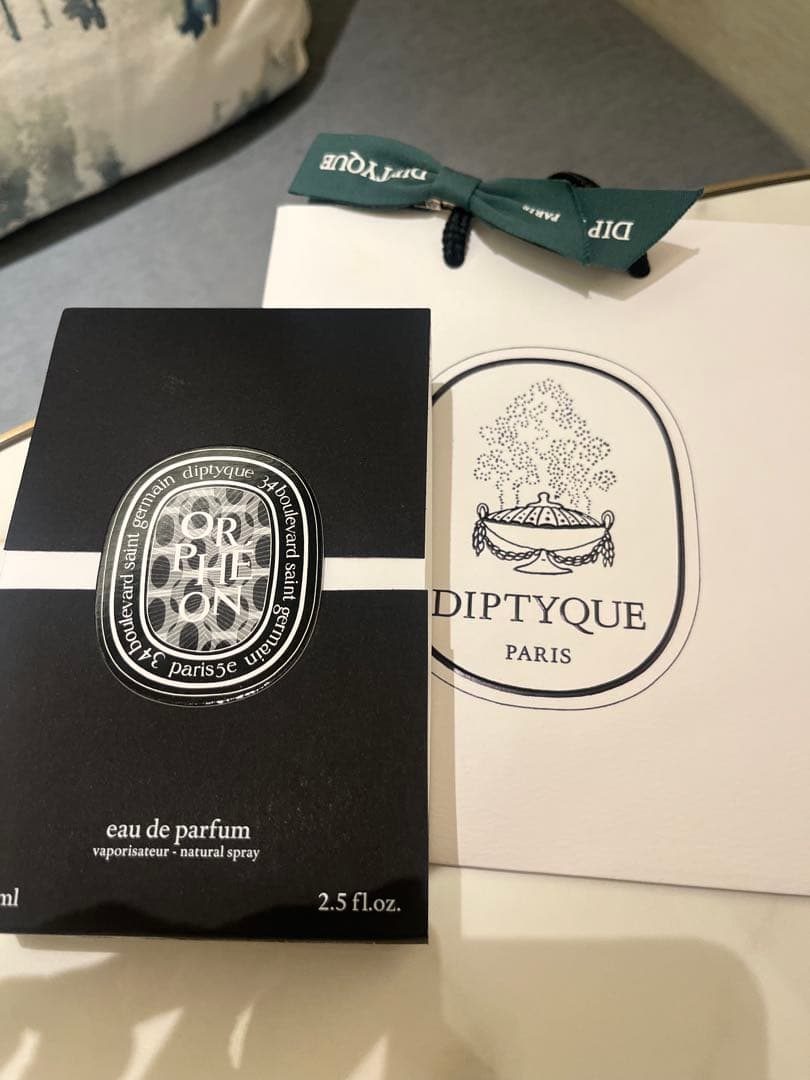 DIPTYQUE
PARIS
DIP
34 boulevard saint germain diptyque 34 boulevard saint germain paris5e
OR
PHE
ON
DIPTYQUE
PARIS
eau de parfum
vaporisateur - natural spray
ml
2.5 fl.oz.